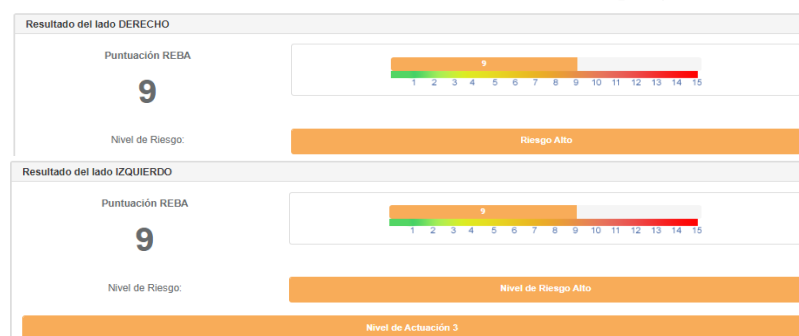 Resultado del lado DERECHO
Puntuación REBA
9
9
1 2 3 4 5 6 7 8 9 10 11 12 13 14 15
Nivel de Riesgo:
Riesgo Alto
Resultado del lado IZQUIERDO
Puntuación REBA
9
9
1 2 3 4 5 6 7 8 9 10 11 12 13 14 15
Nivel de Riesgo:
Nivel de Riesgo Alto
Nivel de Actuación 3